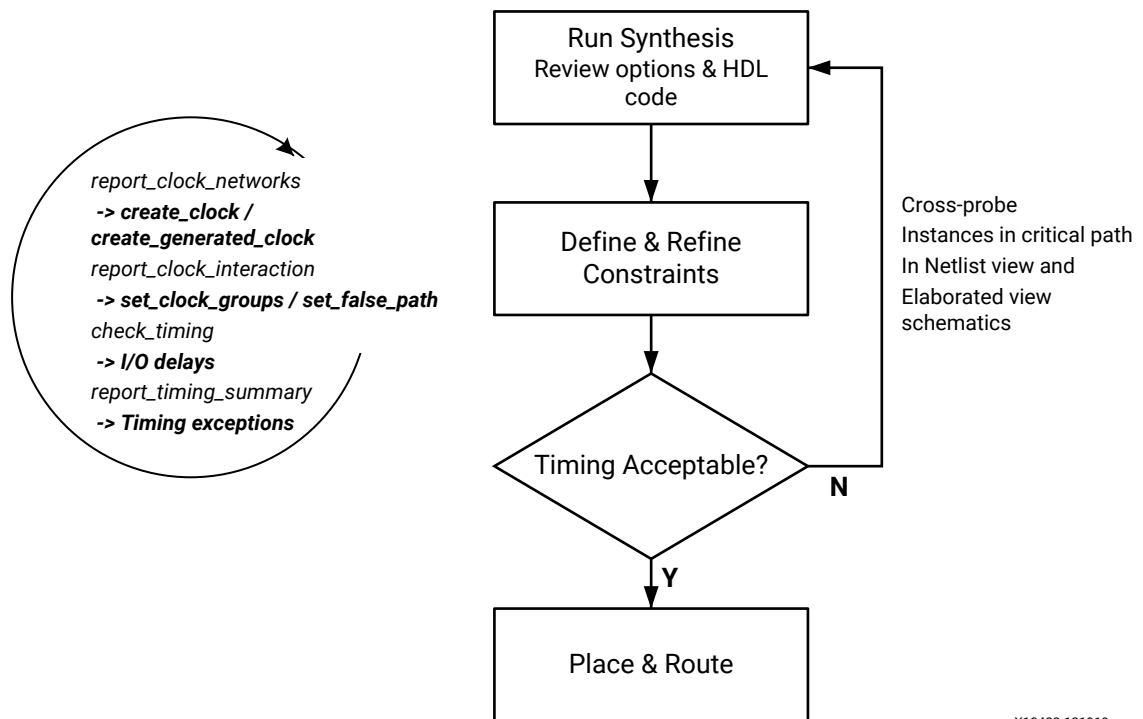 Run Synthesis
Review options & HDL
code
report_clock_networks
-> create_clock /
create_generated_clock
report_clock_interaction
-> set_clock_groups / set_false_path
check_timing
-> I/O delays
report_timing_summary
-> Timing exceptions
Define & Refine
Constraints
Cross-probe
Instances in critical path
In Netlist view and
Elaborated view
schematics
Timing Acceptable?
N
Y
Place & Route